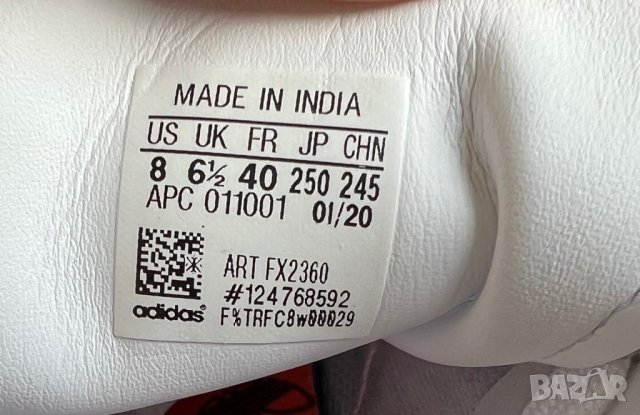 MADE IN INDIA
US UK FR JP CHN
8 6½ 40 250 245
APC 011001 01/20
ART FX2360
#124768592
adidas F%TRFC8W00029
BAZAR